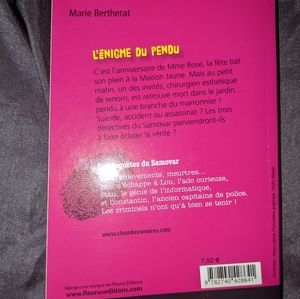 Marie Bertherat
L'ÉNIGME DU PENDU
C'est l'anniversaire de Mme Rose, la fête bat
son plein à la Maison Jaune. Mais au petit
matin, un des invités, chirurgien esthétique
de renom, est retrouvé mort dans le jardin...
pendu à une branche du marronnier !
Suicide, accident ou assassinat ? Les trois
détectives du Samovar parviendront-ils
à faire éclater la vérité ?
enquêtes du Samovar
meurtres...
échappe à Lou, l'ado curieuse,
le génie de l'informatique,
et Constantin, l'ancien capitaine de police.
Les criminels n'ont qu'à bien se tenir !
www.chambresnoires.com
7,50 €
Mango une marque de Fleurus Éditions
www.fleuruseditions.com
9 782740 428641